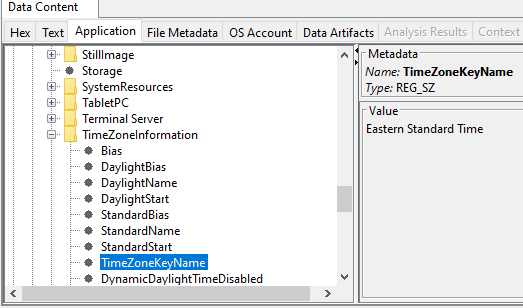 Data Content
Hex Text Application File Metadata OS Account Data Artifacts Analysis Results Context
StillImage
Storage
SystemResources
TabletPC
Terminal Server
TimeZoneInformation
Bias
DaylightBias
DaylightName
DaylightStart
StandardBias
StandardName
StandardStart
TimeZoneKeyName
DynamicDaylightTimeDisabled
Metadata
Name: TimeZoneKeyName
Type: REG_SZ
Value
Eastern Standard Time